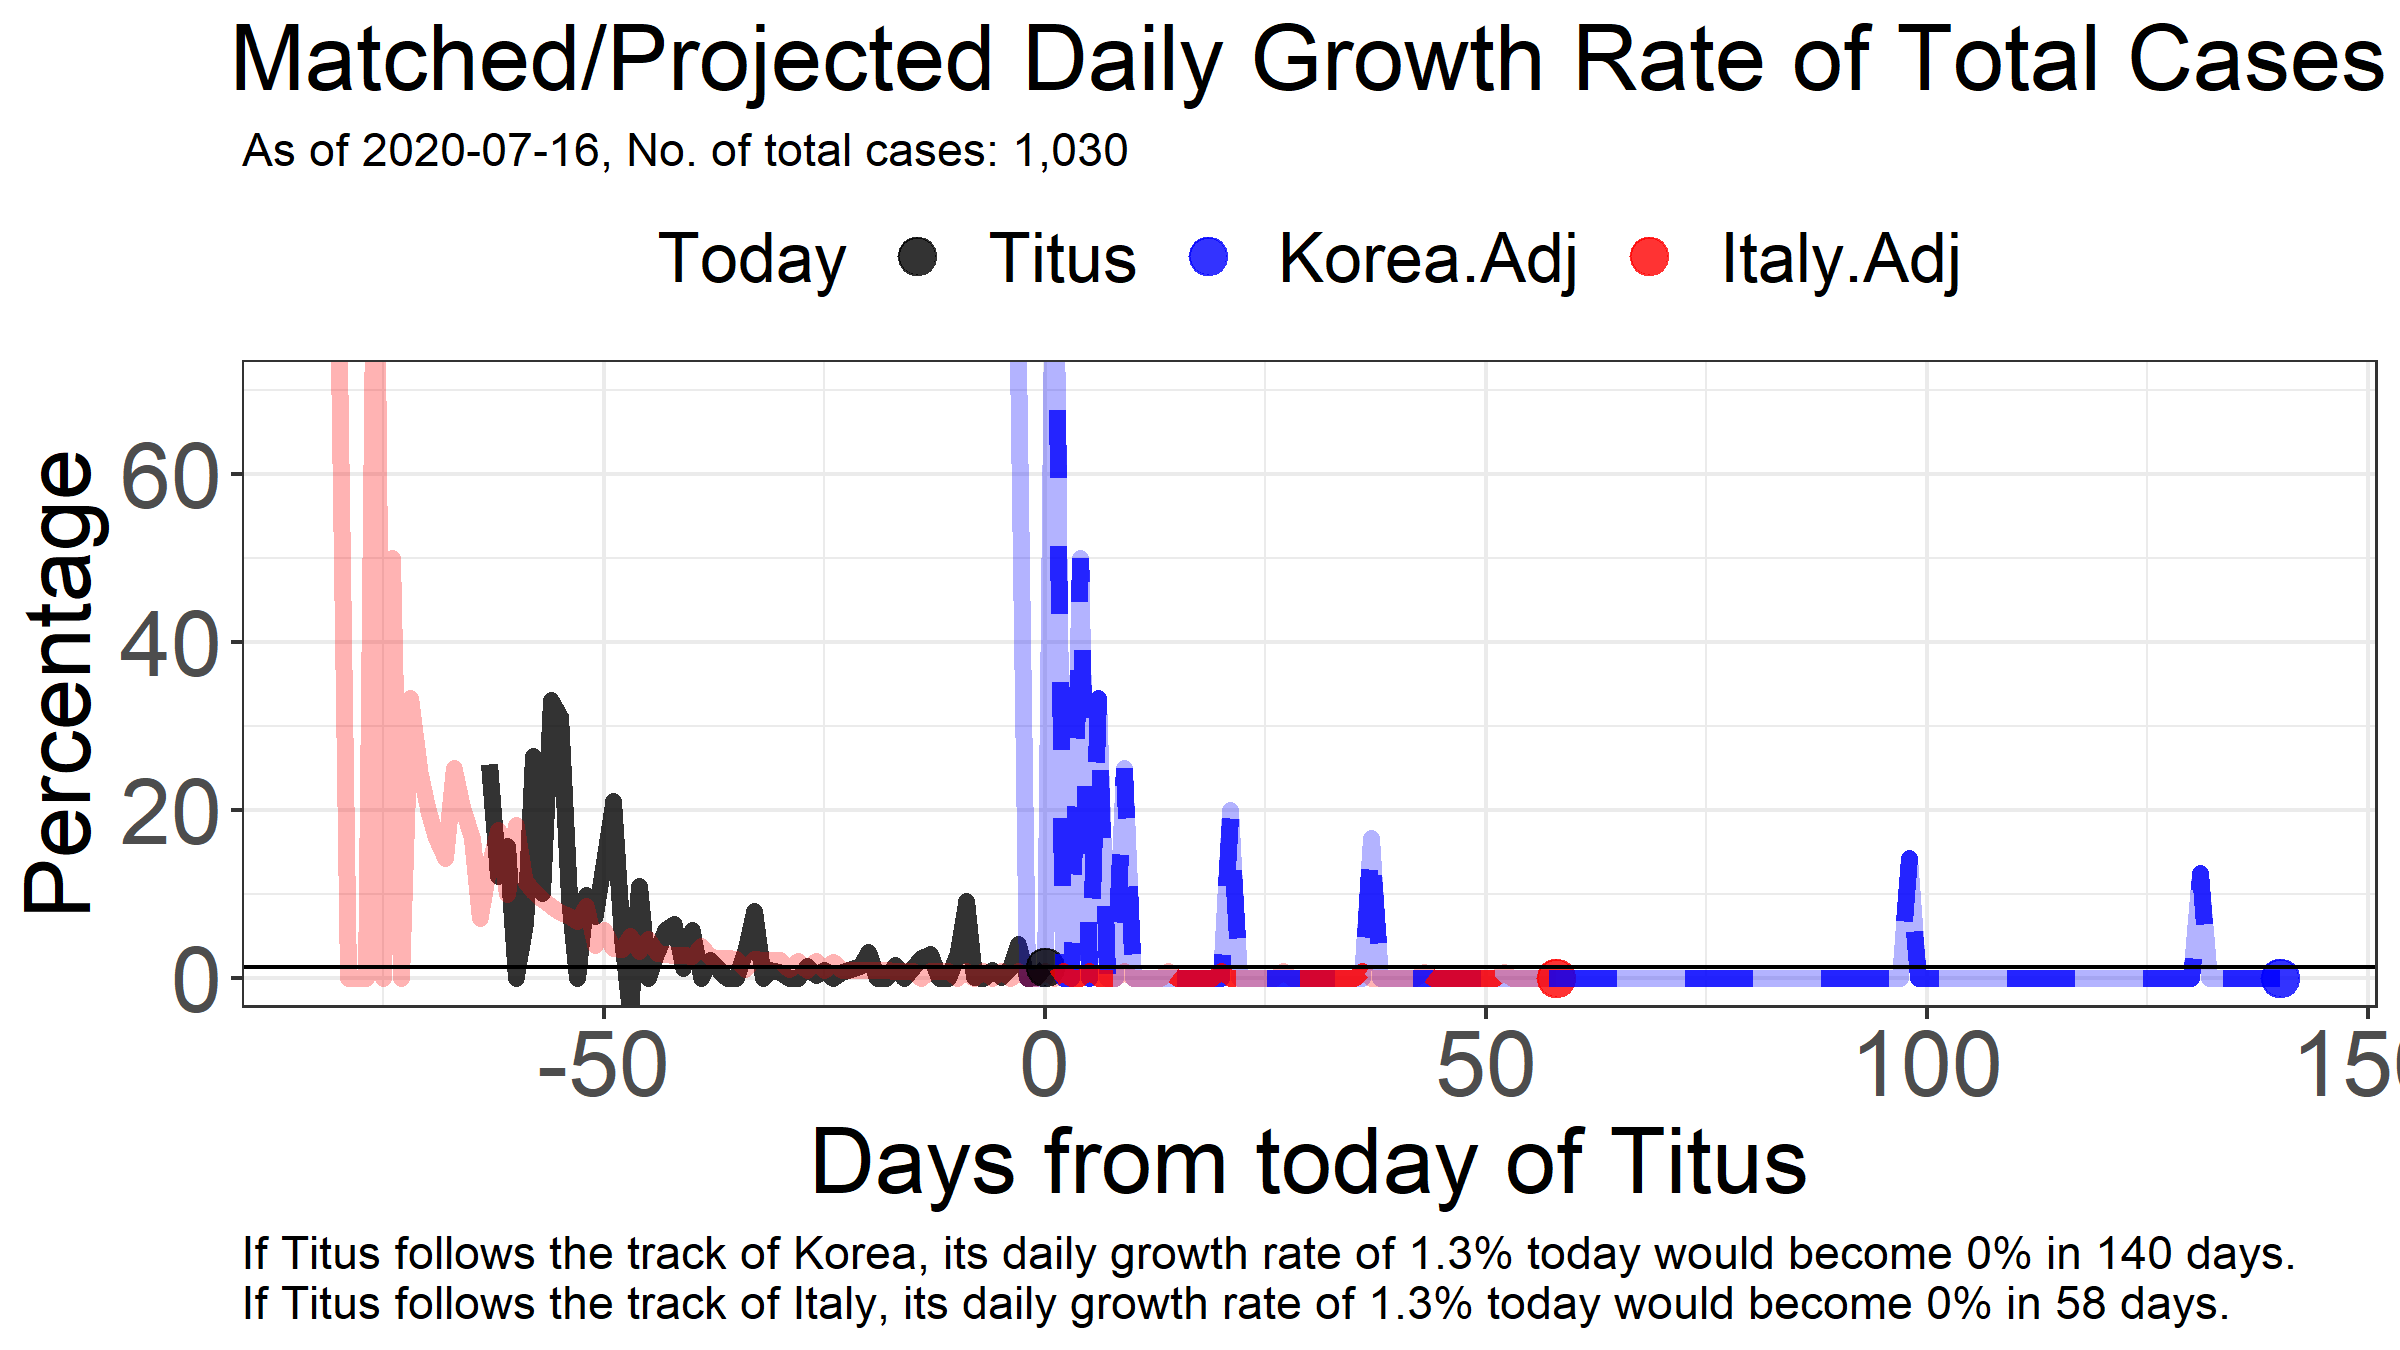 Matched/Projected Daily Growth Rate of Total Cases
As of 2020-07-16, No. of total cases: 1,030
Today Titus Korea.Adj Italy.Adj
Percentage
60
40
20
0
-50 0 50 100 150
Days from today of Titus
If Titus follows the track of Korea, its daily growth rate of 1.3% today would become 0% in 140 days.
If Titus follows the track of Italy, its daily growth rate of 1.3% today would become 0% in 58 days.